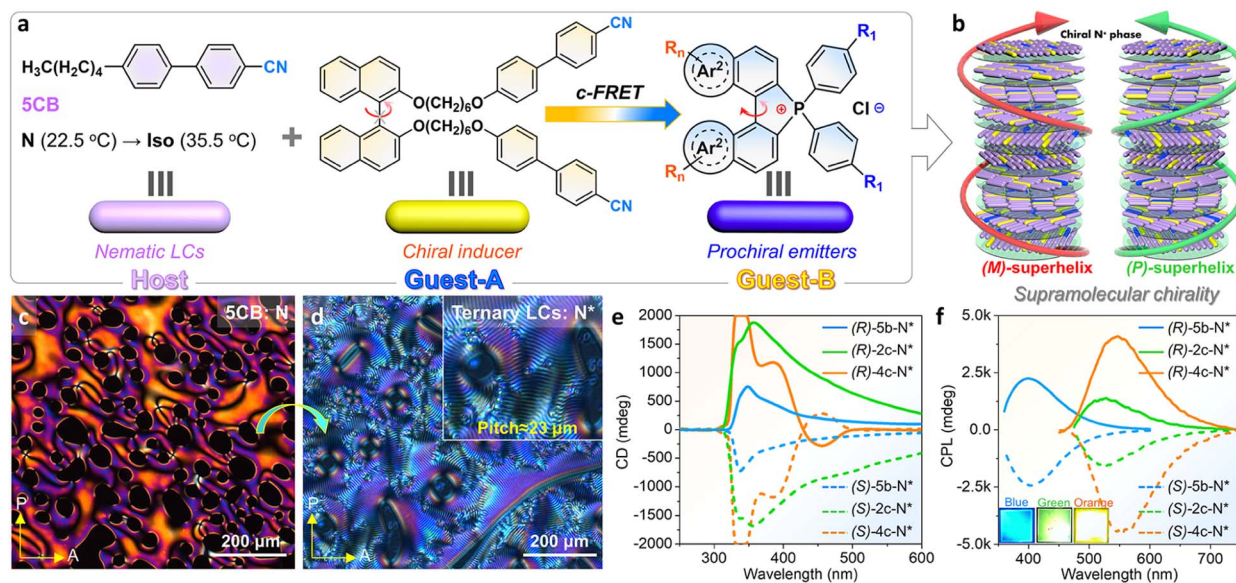 a
H₃C(H₂C)₄
CN
5CB
N (22.5 °C) → Iso (35.5 °C)
+
O(CH₂)₆O
O(CH₂)₆O
CN
CN
c-FRET
R₁
Rn
Ar²
P
⊕
Cl ⊖
Ar²
Rn
R₁
Nematic LCs
Chiral inducer
Prochiral emitters
Host
Guest-A
Guest-B
b
Chiral N* phase
(M)-superhelix
(P)-superhelix
Supramolecular chirality
c
5CB: N
P
A
200 μm
d
Ternary LCs: N*
Pitch≈23 μm
P
A
200 μm
e
CD (mdeg)
2000
1500
1000
500
0
-500
-1000
-1500
-2000
(R)-5b-N*
(R)-2c-N*
(R)-4c-N*
(S)-5b-N*
(S)-2c-N*
(S)-4c-N*
300 400 500 600
Wavelength (nm)
f
CPL (mdeg)
5.0k
2.5k
0.0
-2.5k
-5.0k
(R)-5b-N*
(R)-2c-N*
(R)-4c-N*
(S)-5b-N*
(S)-2c-N*
(S)-4c-N*
Blue Green Orange
400 500 600 700
Wavelength (nm)